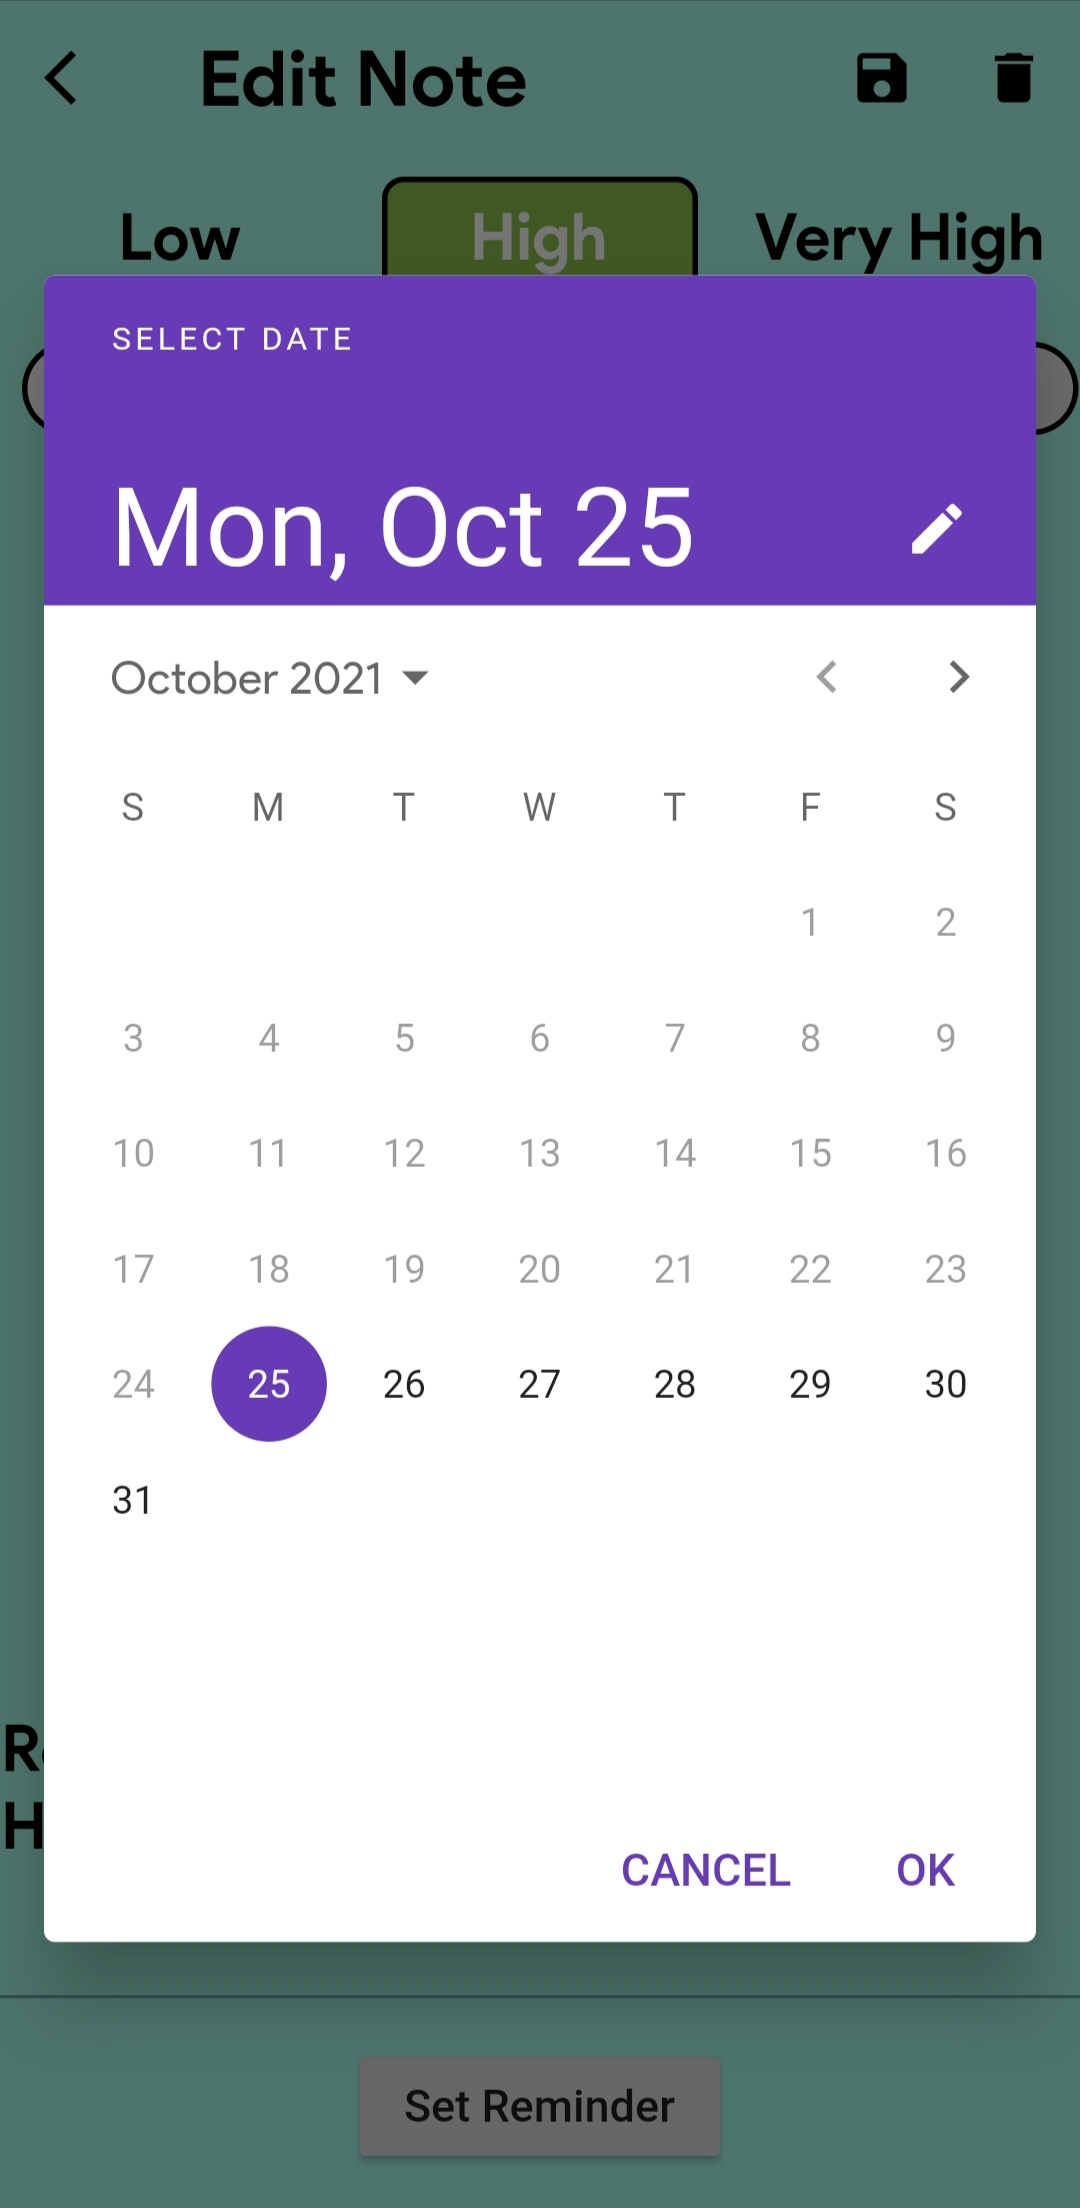 Edit Note
Low High Very High
SELECT DATE
Mon, Oct 25
October 2021
S M T W T F S
1 2
3 4 5 6 7 8 9
10 11 12 13 14 15 16
17 18 19 20 21 22 23
24 25 26 27 28 29 30
31
CANCEL OK
Set Reminder